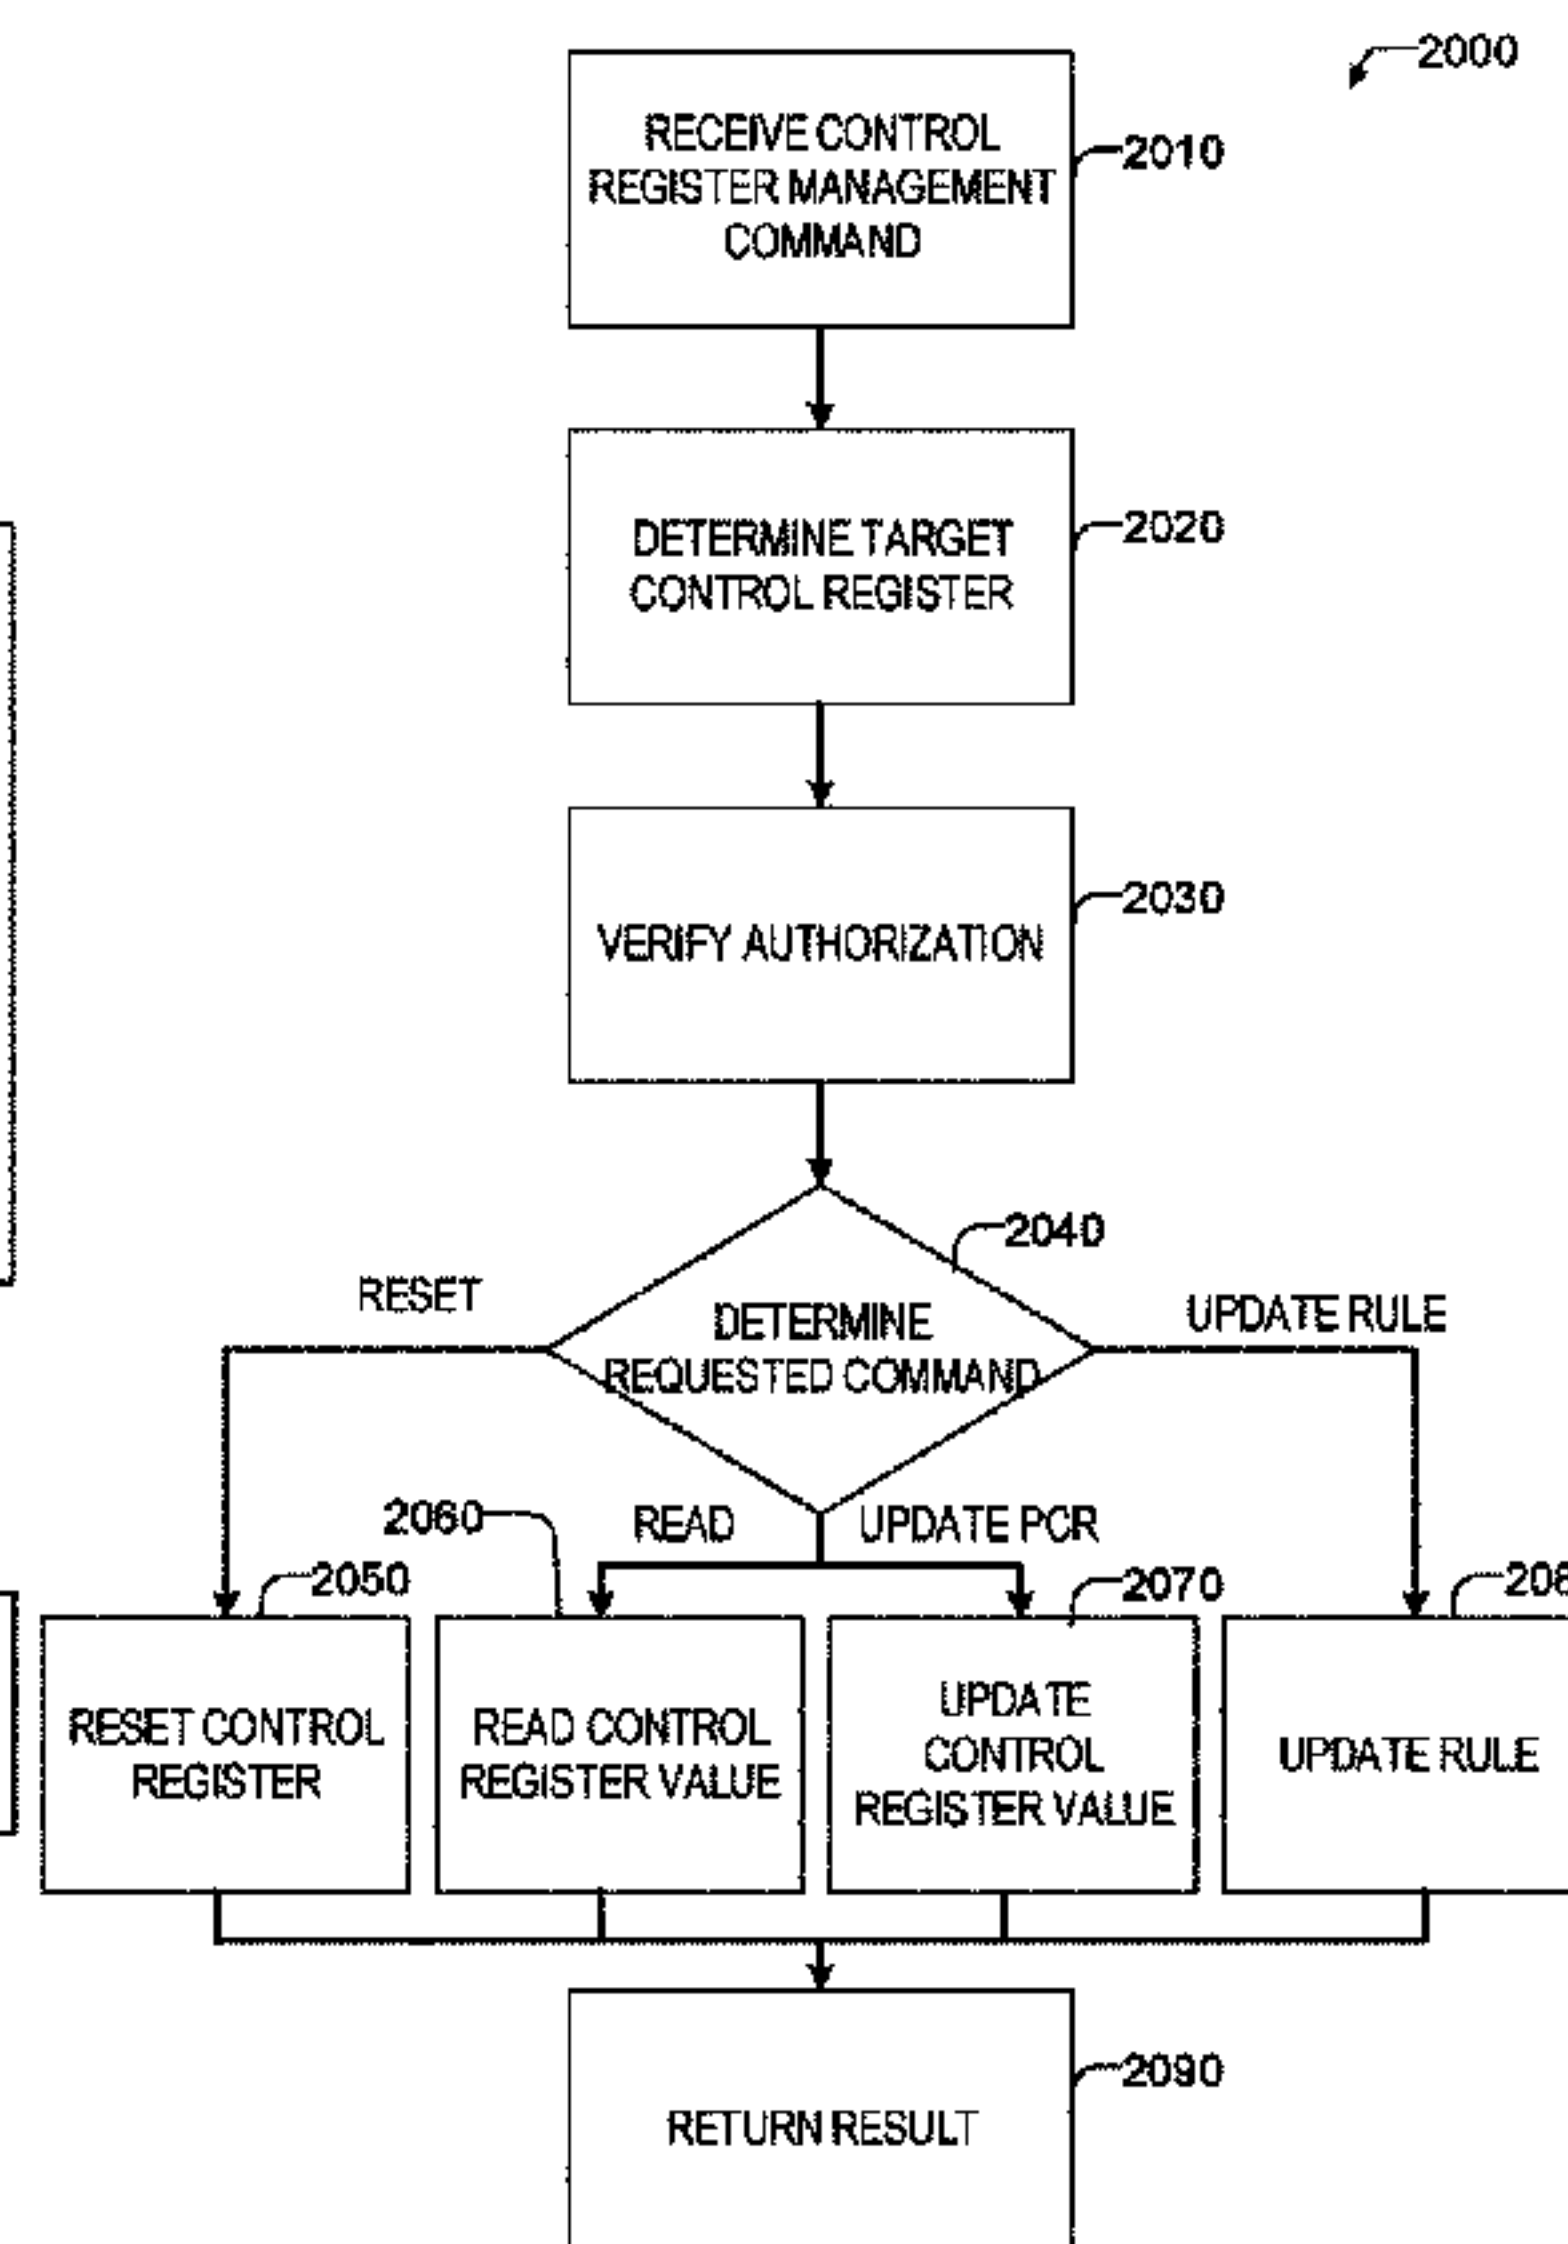 2000
RECEIVE CONTROL
REGISTER MANAGEMENT
COMMAND
2010
DETERMINE TARGET
CONTROL REGISTER
2020
VERIFY AUTHORIZATION
2030
2040
DETERMINE
REQUESTED COMMAND
RESET
UPDATE RULE
READ
UPDATE PCR
2060
2050
2070
RESET CONTROL
REGISTER
READ CONTROL
REGISTER VALUE
UPDATE
CONTROL
REGISTER VALUE
UPDATE RULE
2090
RETURN RESULT